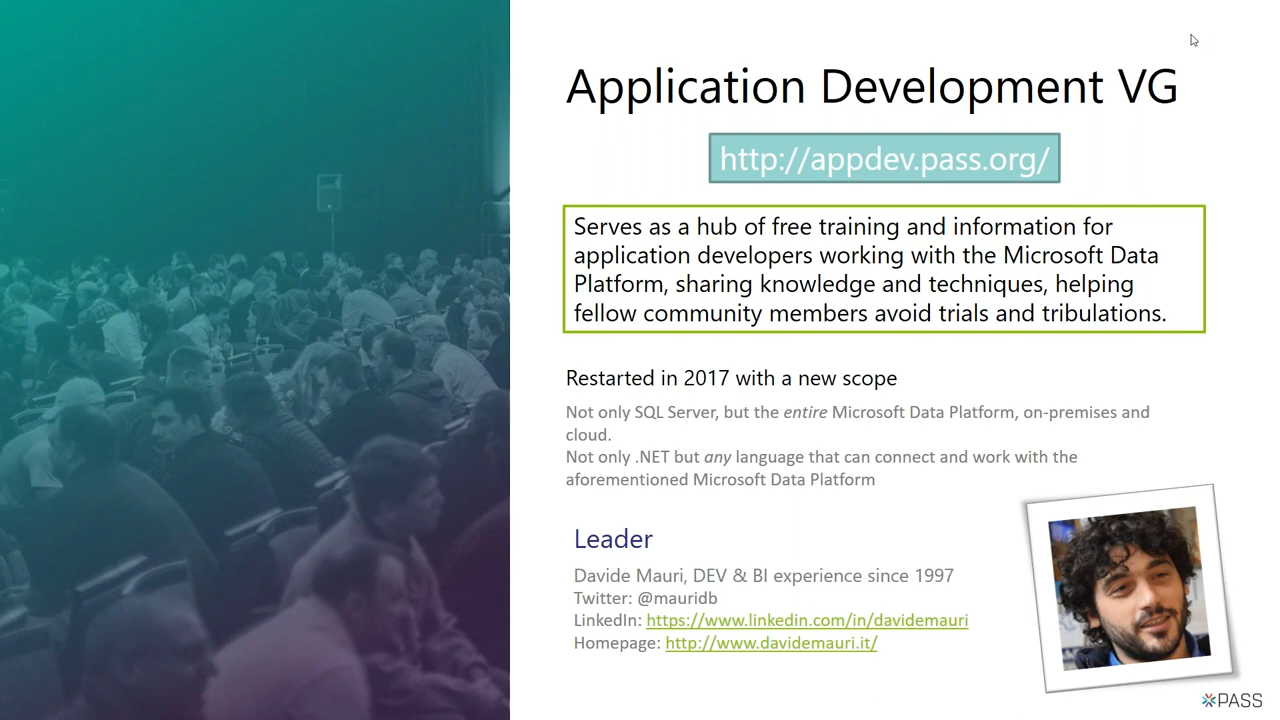 Application Development VG
http://appdev.pass.org/
Serves as a hub of free training and information for
application developers working with the Microsoft Data
Platform, sharing knowledge and techniques, helping
fellow community members avoid trials and tribulations.
Restarted in 2017 with a new scope
Not only SQL Server, but the entire Microsoft Data Platform, on-premises and
cloud.
Not only .NET but any language that can connect and work with the
aforementioned Microsoft Data Platform
Leader
Davide Mauri, DEV & BI experience since 1997
Twitter: @mauridb
LinkedIn: https://www.linkedin.com/in/davidemauri
Homepage: http://www.davidemauri.it/
PASS